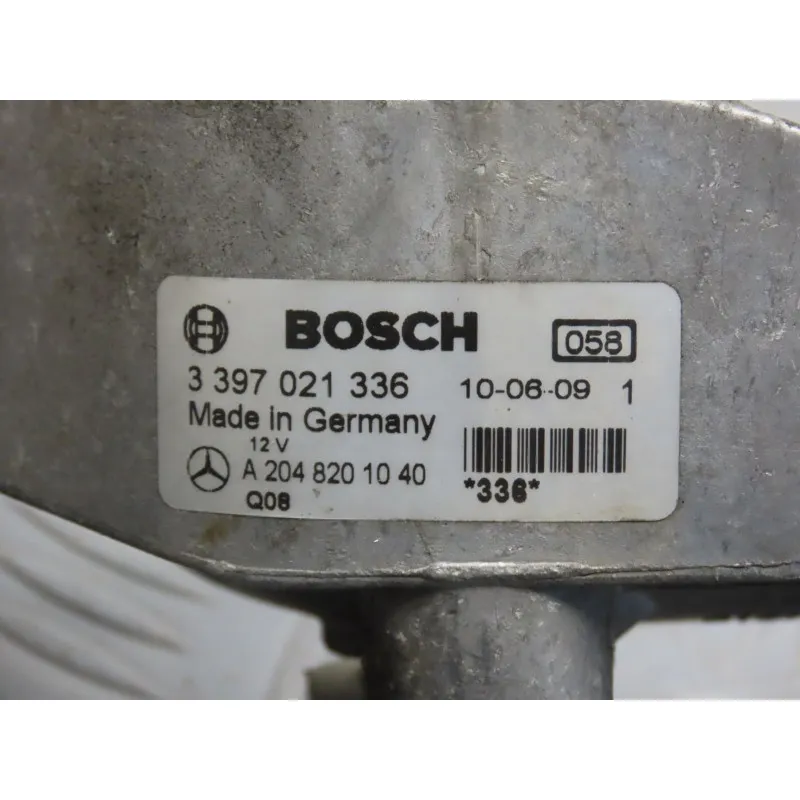 BOSCH 058
3 397 021 336 10-06-09 1
Made in Germany
12 V
A 204 820 10 40 *336*
Q08